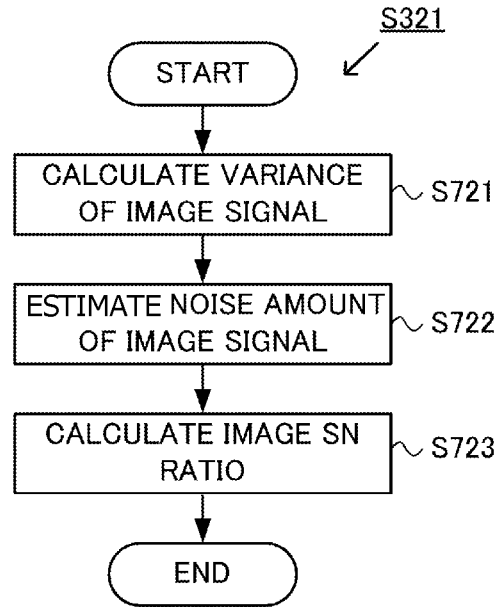 S321
START
CALCULATE VARIANCE
OF IMAGE SIGNAL
S721
ESTIMATE NOISE AMOUNT
OF IMAGE SIGNAL
S722
CALCULATE IMAGE SN
RATIO
S723
END